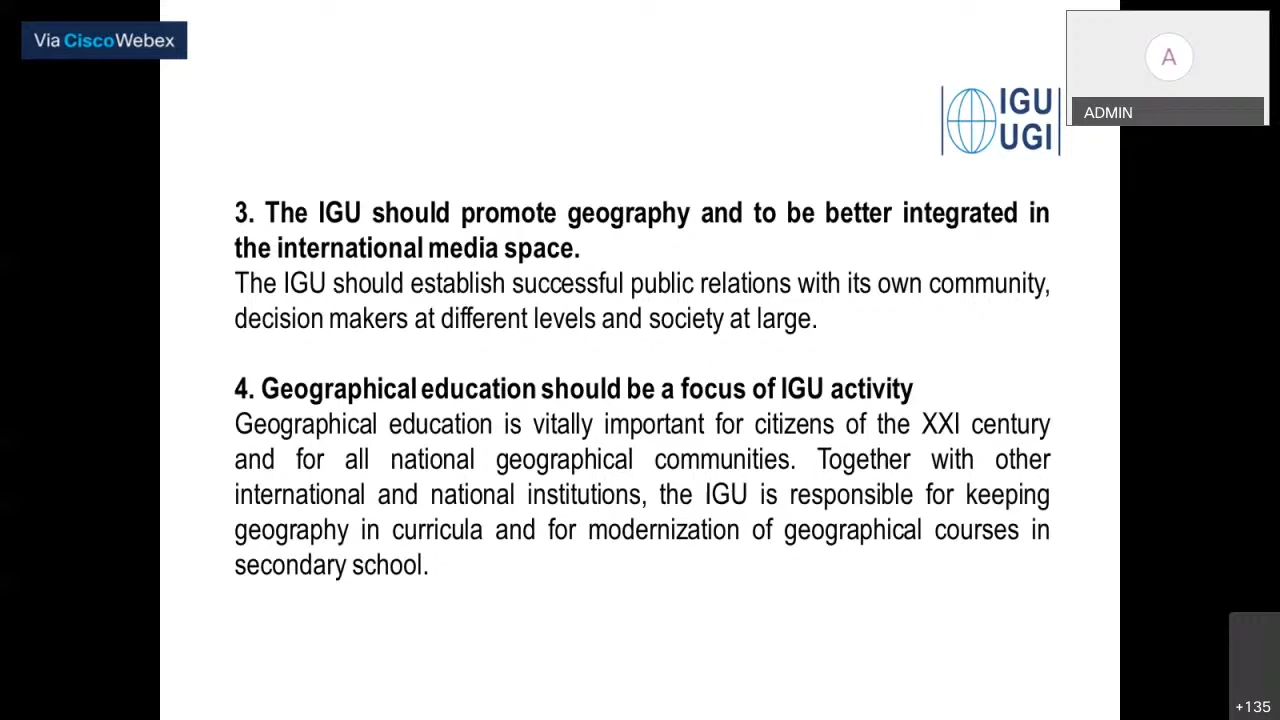 Via CiscoWebex
A
ADMIN
IGU
UGI
3. The IGU should promote geography and to be better integrated in
the international media space.
The IGU should establish successful public relations with its own community,
decision makers at different levels and society at large.
4. Geographical education should be a focus of IGU activity
Geographical education is vitally important for citizens of the XXI century
and for all national geographical communities. Together with other
international and national institutions, the IGU is responsible for keeping
geography in curricula and for modernization of geographical courses in
secondary school.
+135